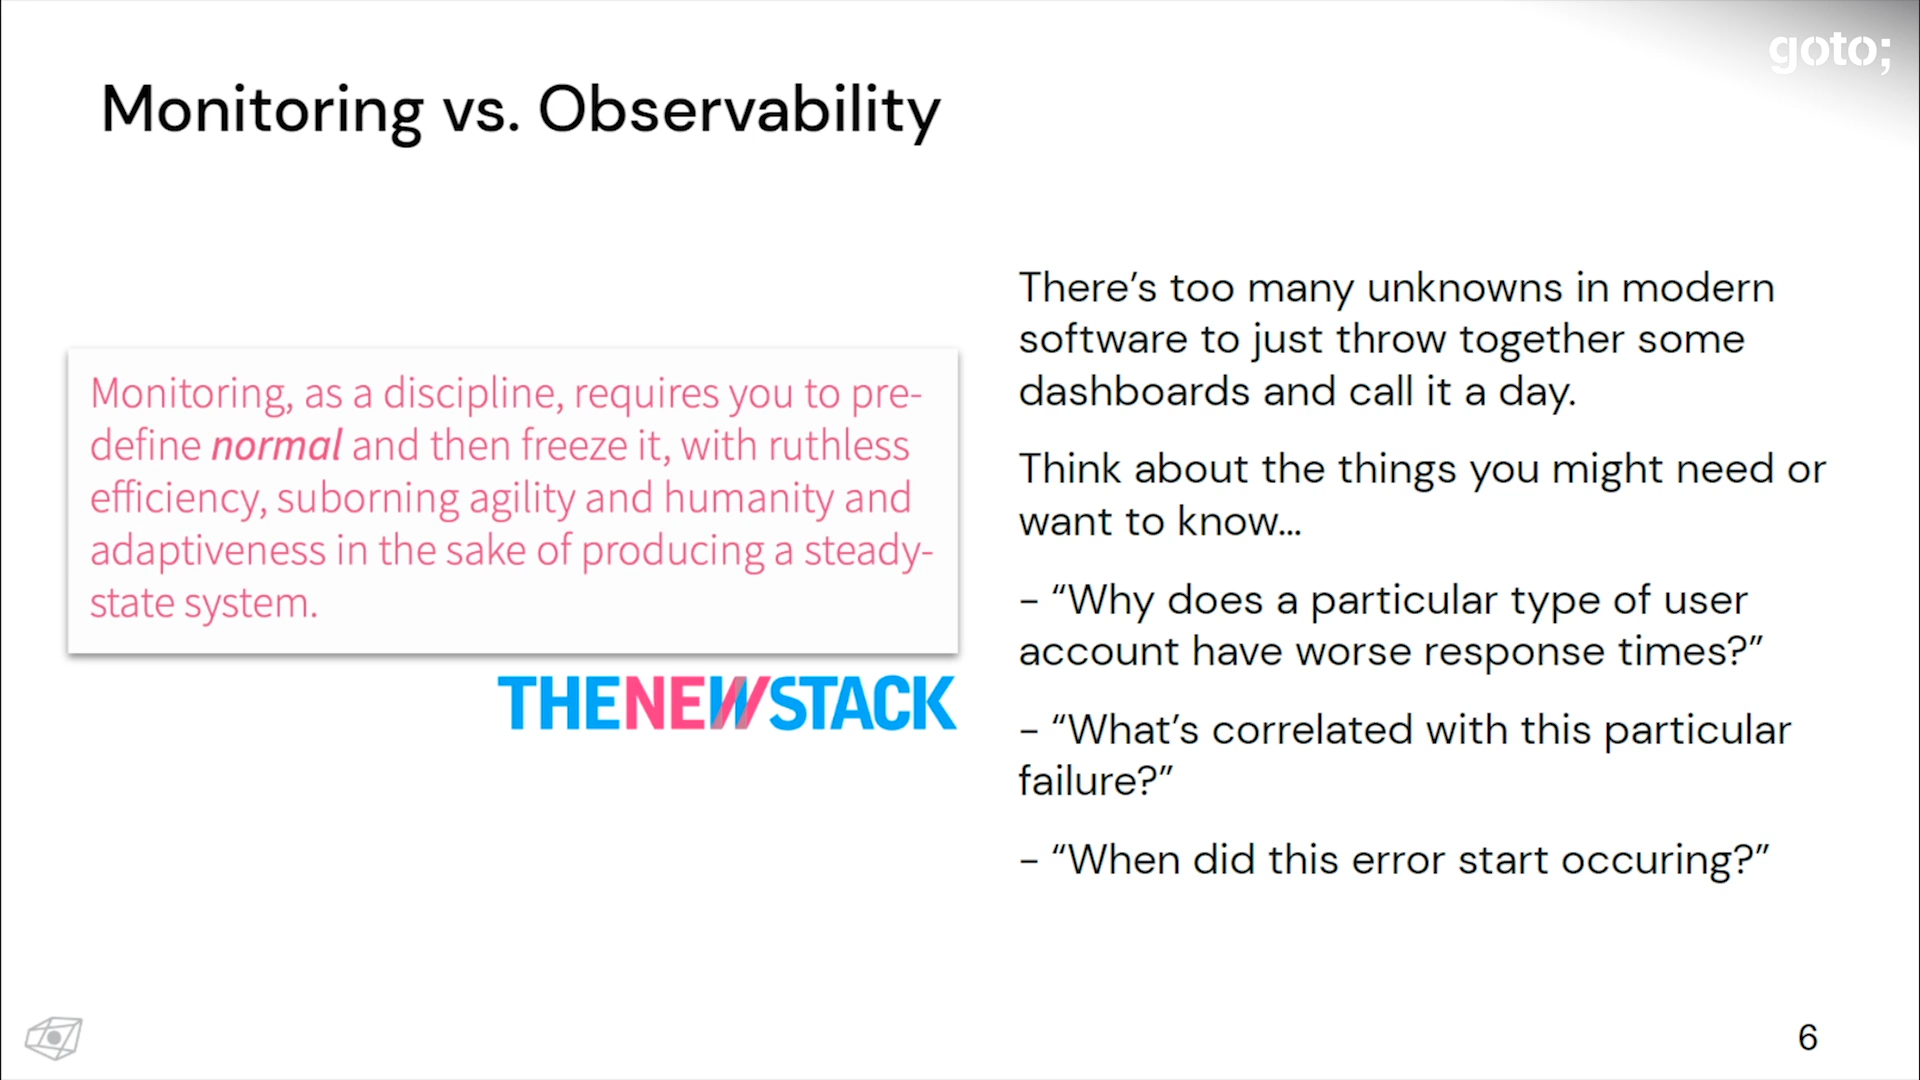 goto;
Monitoring vs. Observability
Monitoring, as a discipline, requires you to pre-
define normal and then freeze it, with ruthless
efficiency, suborning agility and humanity and
adaptiveness in the sake of producing a steady-
state system.
THENEWSTACK
There’s too many unknowns in modern
software to just throw together some
dashboards and call it a day.
Think about the things you might need or
want to know...
- “Why does a particular type of user
account have worse response times?”
- “What’s correlated with this particular
failure?”
- “When did this error start occuring?”
6